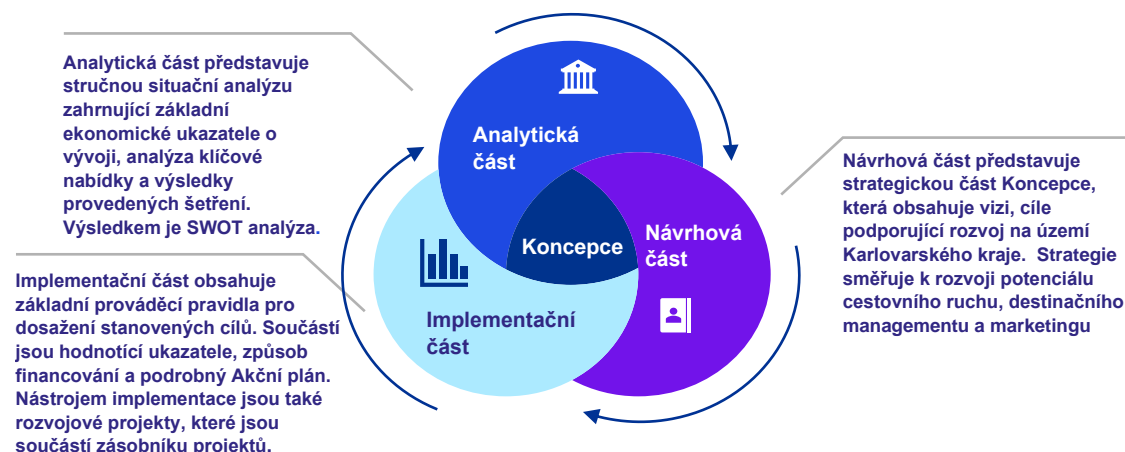 Analytická část představuje
stručnou situační analýzu
zahrnující základní
ekonomické ukazatele o
vývoji, analýza klíčové
nabídky a výsledky
provedených šetření.
Výsledkem je SWOT analýza.
Implementační část obsahuje
základní prováděcí pravidla pro
dosažení stanovených cílů. Součástí
jsou hodnotící ukazatele, způsob
financování a podrobný Akční plán.
Nástrojem implementace jsou také
rozvojové projekty, které jsou
součástí zásobníku projektů.
Analytická
část
Koncepce
Návrhová
část
Implementační
část
Návrhová část představuje
strategickou část Koncepce,
která obsahuje vizi, cíle
podporující rozvoj na území
Karlovarského kraje. Strategie
směřuje k rozvoji potenciálu
cestovního ruchu, destinačního
managementu a marketingu